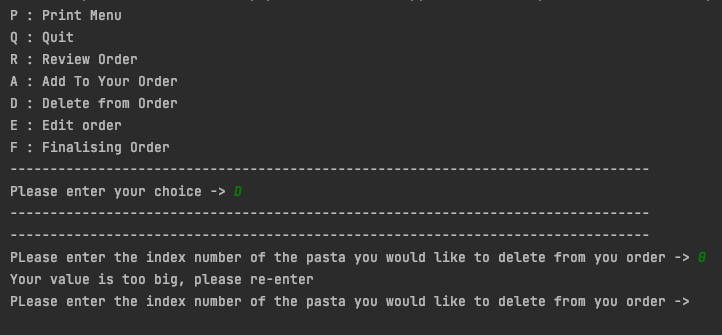 P : Print Menu
Q : Quit
R : Review Order
A : Add To Your Order
D : Delete from Order
E : Edit order
F : Finalising Order
--------------------------------------------------------------------------------
Please enter your choice -> D
--------------------------------------------------------------------------------
--------------------------------------------------------------------------------
PLease enter the index number of the pasta you would like to delete from you order -> 0
Your value is too big, please re-enter
PLease enter the index number of the pasta you would like to delete from you order ->